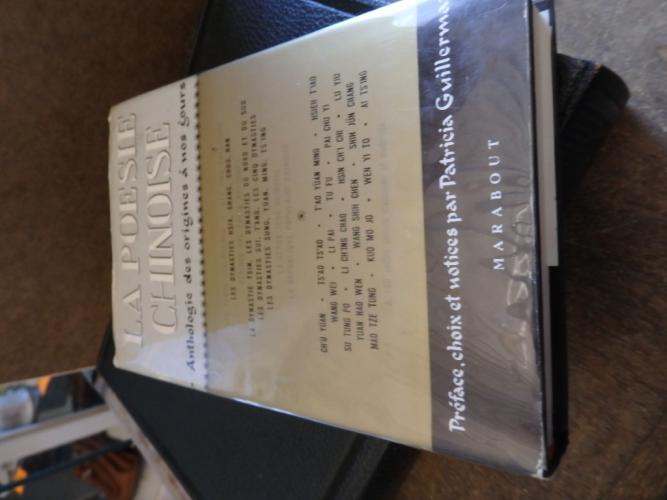 LA POÉSIE
CHINOISE
Anthologie des origines à nos jours
LES DYNASTIES HSIA, SHANG, CHOU, HAN
LA DYNASTIE TSIN, LES DYNASTIES DU NORD ET DU SUD
LES DYNASTIES SUI, T'ANG, LES CINQ DYNASTIES
LES DYNASTIES SUNG, YUAN, MING, TS'ING
CH'U YUAN • TS'AO TS'AO • T'AO YUAN MING • HSIEH T'IAO
WANG WEI • LI PAI • TU FU • PAI CHU YI
SU TUNG PO • LI CH'ING CHAO • HSIN CH'I CHI • LU YIU
YUAN HAO WEN • WANG SHIH CHEN • SHIH JUN CHANG
MAO TZE TUNG • KUO MO JO • WEN YI TO • AI TS'ING
Préface, choix et notices par Patricia Guillerma
MARABOUT